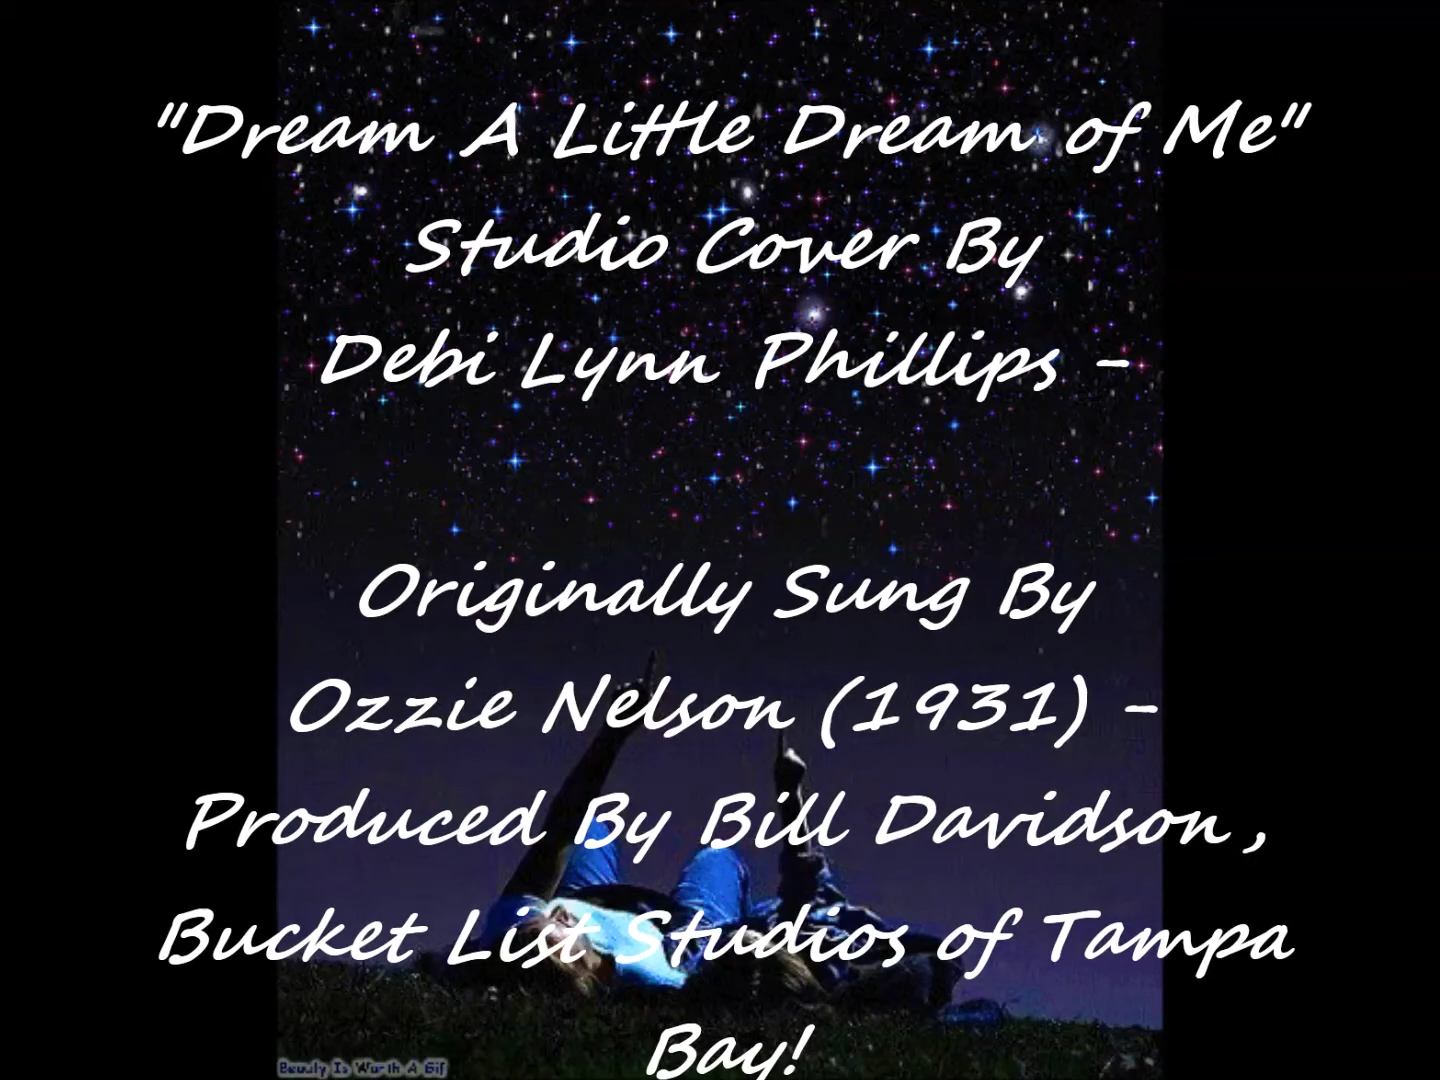 "Dream A Little Dream of Me"
Studio Cover By
Debi Lynn Phillips -
Originally Sung By
Ozzie Nelson (1931) -
Produced By Bill Davidson ,
Bucket List Studios of Tampa
Bay!
Beauty Is Worth A Gif